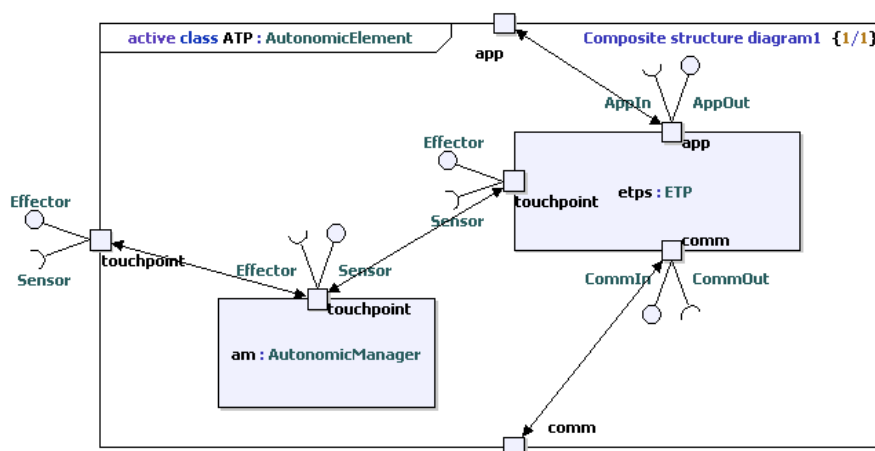 active class ATP : AutonomicElement
Composite structure diagram1 {1/1}
app
AppIn
AppOut
app
Effector
etps : ETP
touchpoint
Effector
Sensor
comm
touchpoint
Sensor
Effector
Sensor
CommIn
CommOut
touchpoint
am : AutonomicManager
comm